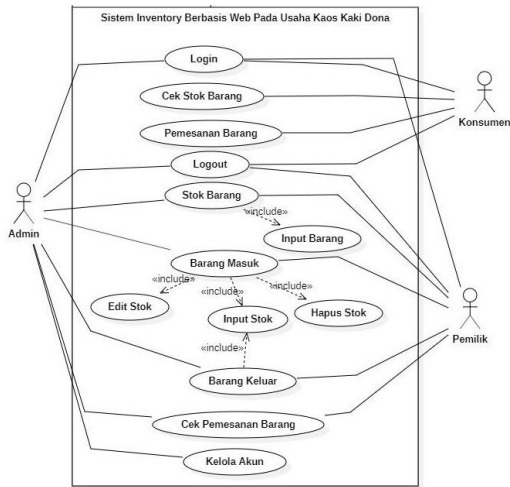 Sistem Inventory Berbasis Web Pada Usaha Kaos Kaki Dona
Login
Cek Stok Barang
Konsumen
Pemesanan Barang
Logout
Stok Barang
Admin
«include»
Input Barang
Barang Masuk
«include»
«include»
«include»
Edit Stok
Input Stok
Hapus Stok
Pemilik
«include»
Barang Keluar
Cek Pemesanan Barang
Kelola Akun